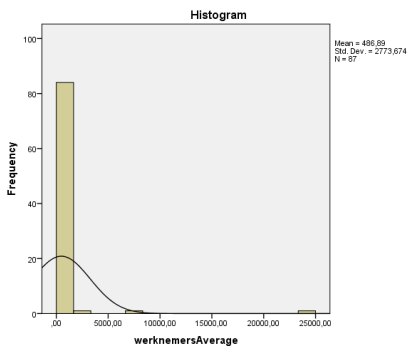 Histogram
Mean = 486,89
Std. Dev. = 2773,674
N = 87
Frequency
100
80
60
40
20
0
,00 5000,00 10000,00 15000,00 20000,00 25000,00
werknemersAverage